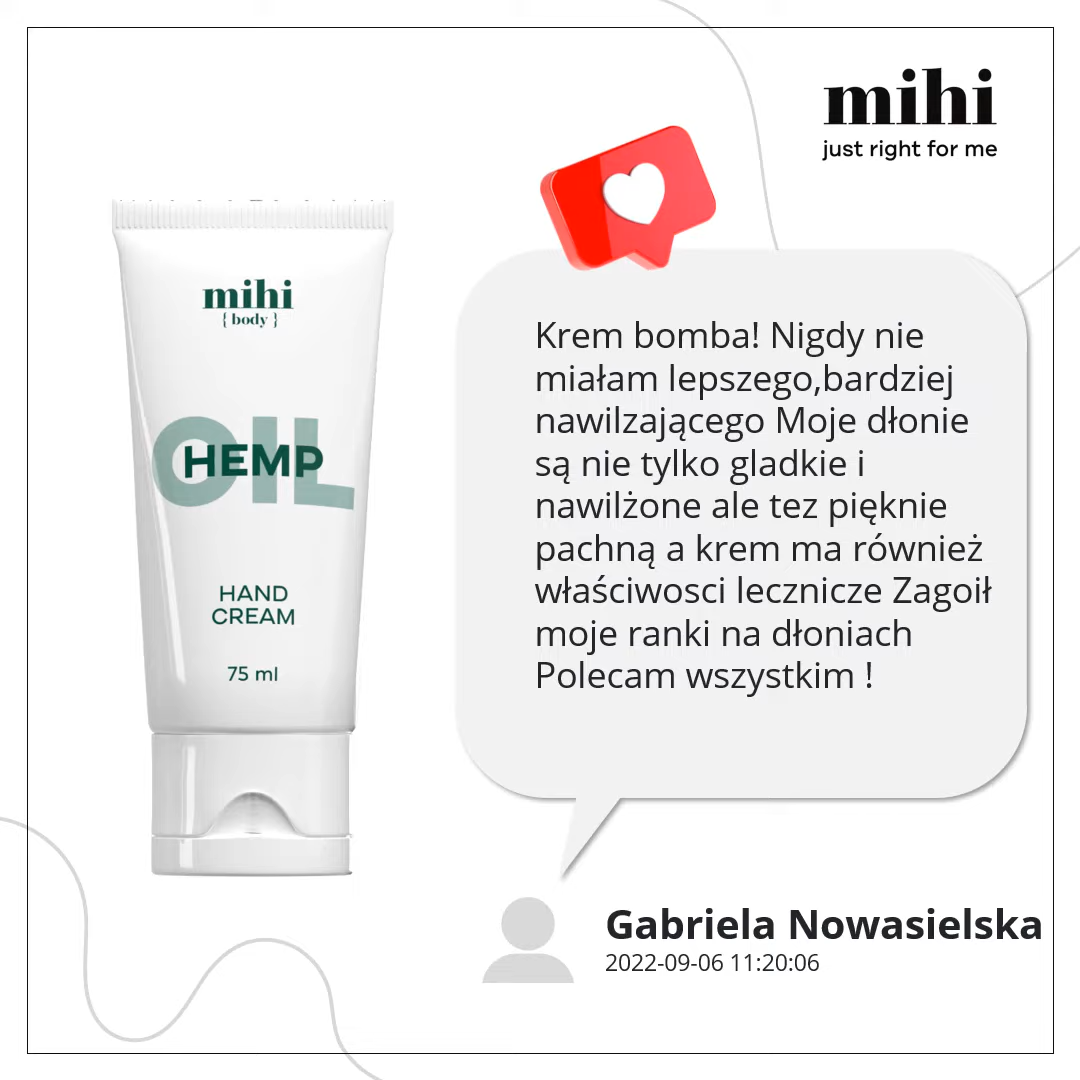 mihi
just right for me
mihi
{ body }
OIL
HEMP
HAND
CREAM
75 ml
Krem bomba! Nigdy nie
miałam lepszego,bardziej
nawilzającego Moje dłonie
są nie tylko gladkie i
nawilżone ale tez pięknie
pachną a krem ma również
właściwosci lecznicze Zagoił
moje ranki na dłoniach
Polecam wszystkim !
Gabriela Nowasielska
2022-09-06 11:20:06